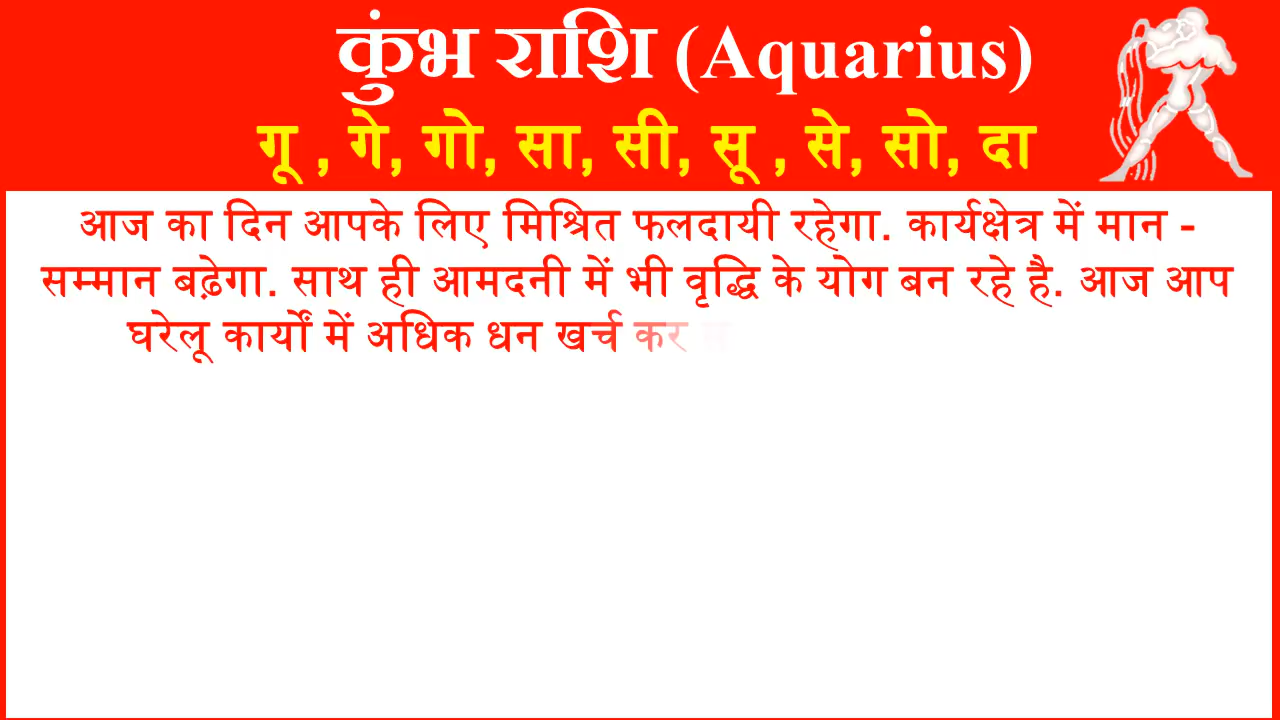 कुंभ राशि (Aquarius)
गू , गे, गो, सा, सी, सू , से, सो, दा
आज का दिन आपके लिए मिश्रित फलदायी रहेगा. कार्यक्षेत्र में मान -
सम्मान बढ़ेगा. साथ ही आमदनी में भी वृद्धि के योग बन रहे है. आज आप
घरेलू कार्यों में अधिक धन खर्च कर